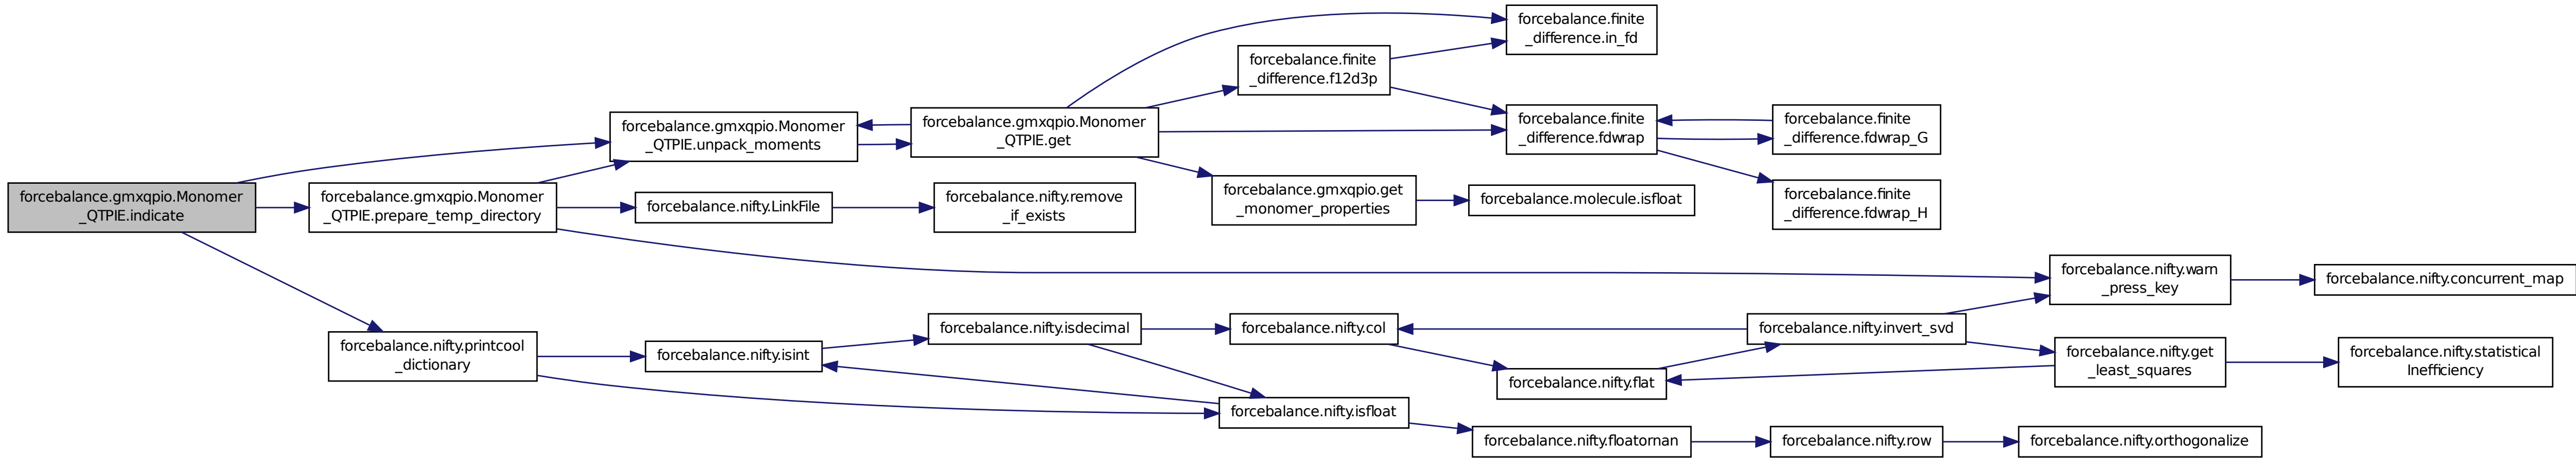 forcebalance.gmxqpio.Monomer
_QTPIE.indicate
forcebalance.gmxqpio.Monomer
_QTPIE.prepare_temp_directory
forcebalance.nifty.printcool
_dictionary
forcebalance.gmxqpio.Monomer
_QTPIE.unpack_moments
forcebalance.nifty.LinkFile
forcebalance.nifty.isint
forcebalance.gmxqpio.Monomer
_QTPIE.get
forcebalance.nifty.remove
_if_exists
forcebalance.nifty.isdecimal
forcebalance.finite
_difference.f12d3p
forcebalance.gmxqpio.get
_monomer_properties
forcebalance.nifty.col
forcebalance.nifty.isfloat
forcebalance.finite
_difference.in_fd
forcebalance.finite
_difference.fdwrap
forcebalance.molecule.isfloat
forcebalance.nifty.flat
forcebalance.nifty.floatornan
forcebalance.finite
_difference.fdwrap_G
forcebalance.finite
_difference.fdwrap_H
forcebalance.nifty.invert_svd
forcebalance.nifty.row
forcebalance.nifty.warn
_press_key
forcebalance.nifty.get
_least_squares
forcebalance.nifty.orthogonalize
forcebalance.nifty.concurrent_map
forcebalance.nifty.statistical
Inefficiency